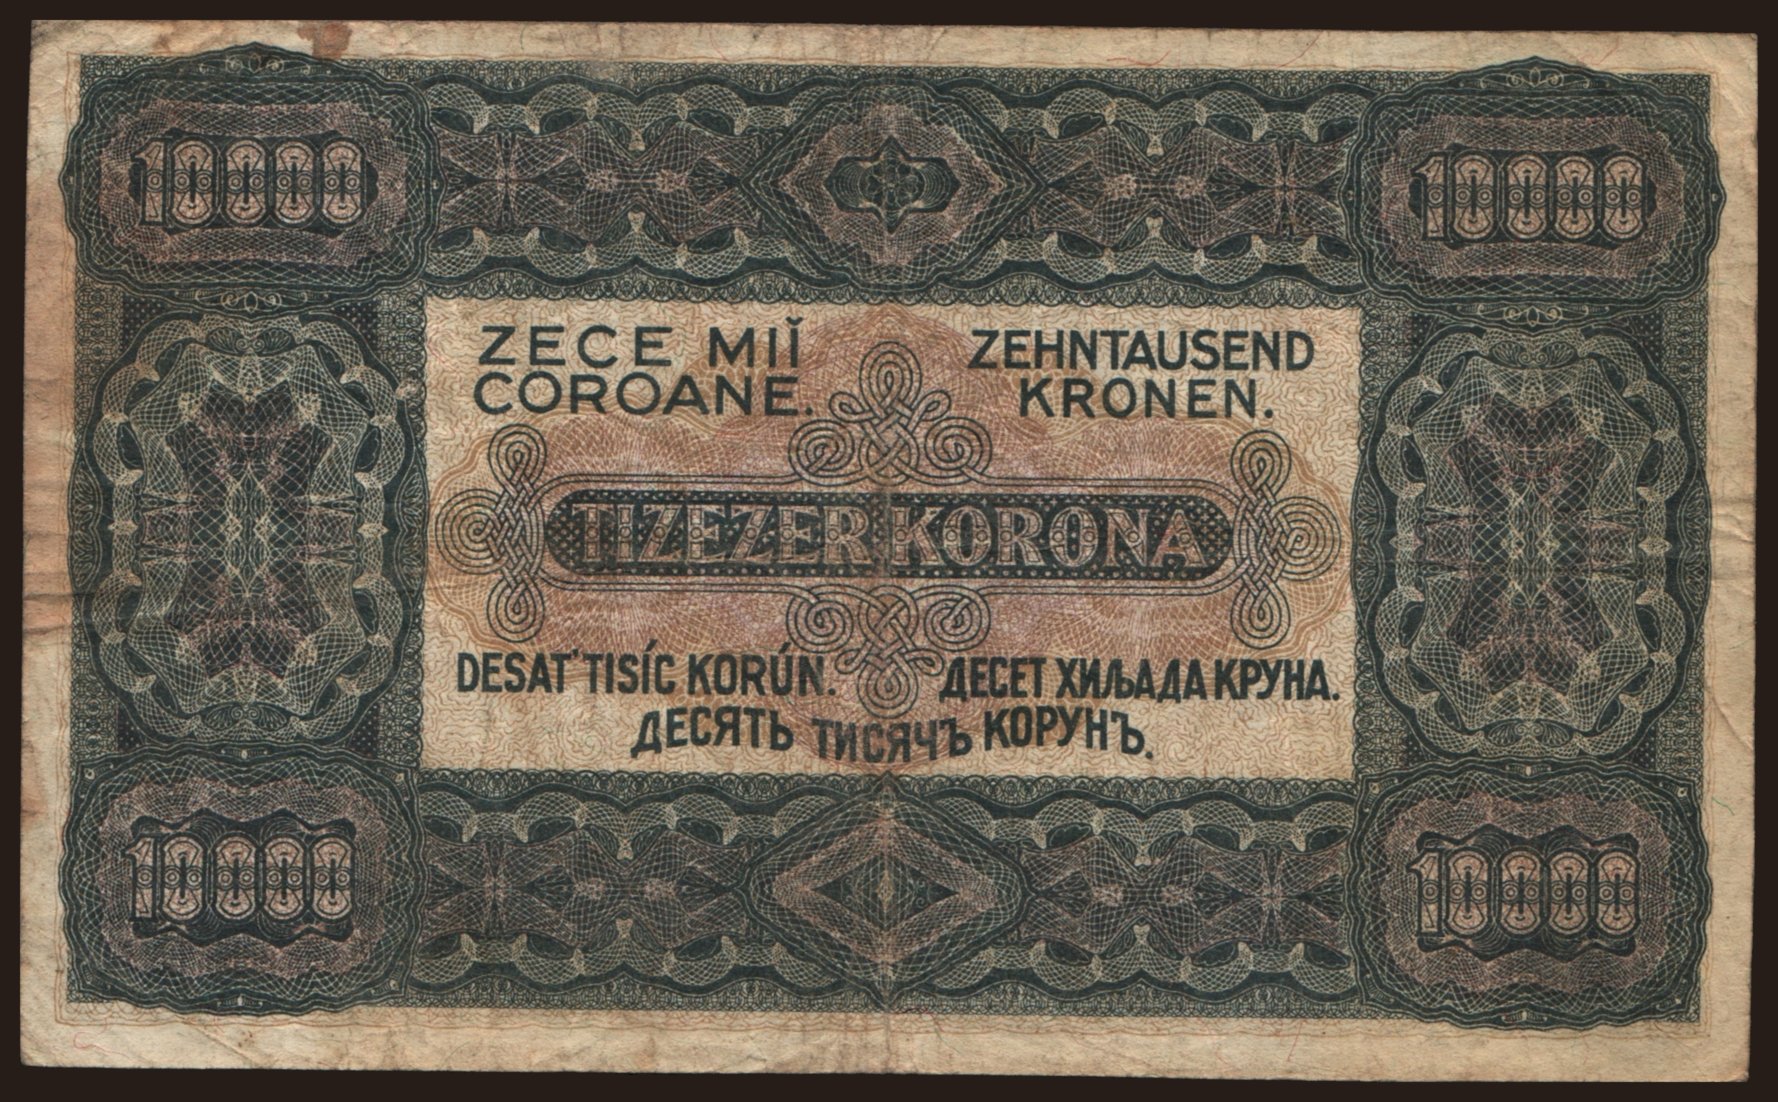 10000
10000
ZECE MIĬ
COROANE.
ZEHNTAUSEND
KRONEN.
TIZEZER KORONA
DESAT' TISÍC KORÚN.
ДЕСЕТ ХИЉАДА КРУНА.
ДЕСЯТЬ ТИСЯЧЪ КОРУНЪ.
10000
10000